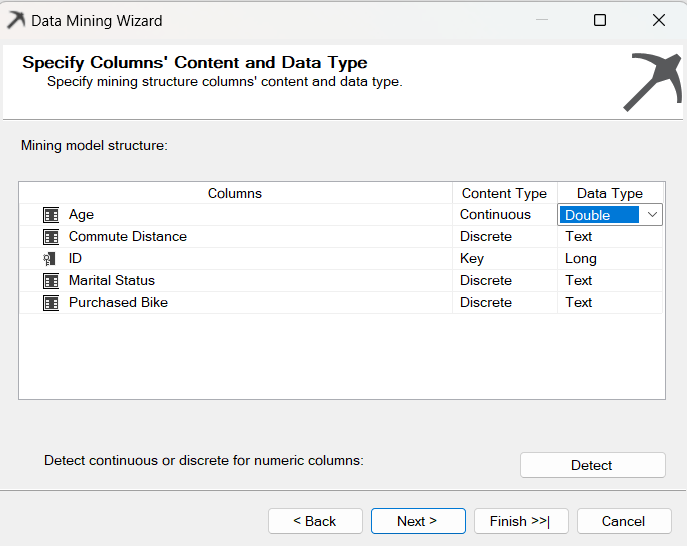 Data Mining Wizard
Specify Columns' Content and Data Type
Specify mining structure columns' content and data type.
Mining model structure:
Columns Content Type Data Type
Age Continuous Double
Commute Distance Discrete Text
ID Key Long
Marital Status Discrete Text
Purchased Bike Discrete Text
Detect continuous or discrete for numeric columns: Detect
< Back Next > Finish >>| Cancel